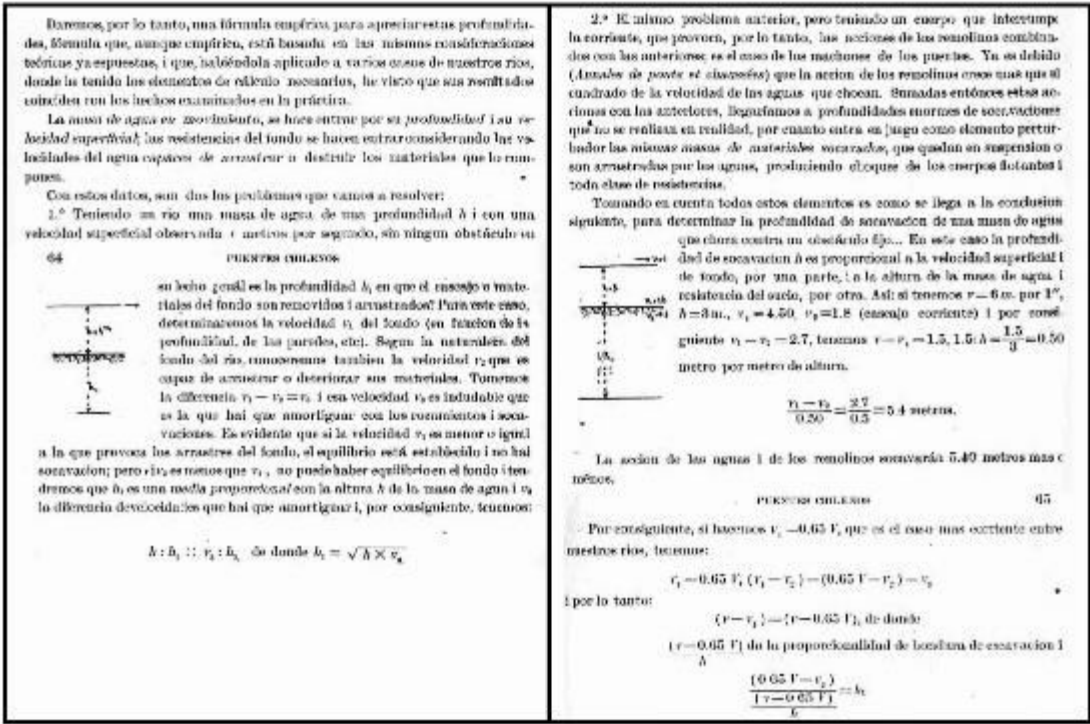 Daremos, por lo tanto, una fórmula empírica para apreciar estas profundida-
des, fórmula que, aunque empírica, está basada en las mismas consideraciones
teóricas ya espuestas, i que, habiéndola aplicado a varios casos de nuestros rios,
donde he tenido los elementos de cálculo necesarios, he visto que sus resultados
coinciden con los hechos examinados en la práctica.
La masa de agua en movimiento, se hace entrar por su profundidad i su ve-
locidad superficial; las resistencias del fondo se hacen entrar considerando las ve-
locidades del agua capaces de arrastrar o destruir los materiales que lo com-
ponen.
Con estos datos, son dos los problemas que vamos a resolver:
1.° Teniendo un rio una masa de agua de una profundidad h i con una
velocidad superficial observada v metros por segundo, sin ningun obstáculo en
64 PUENTES CHILENOS
su lecho ¿cuál es la profundidad h, en que el cascajo o mate-
riales del fondo son removidos i arrastrados? Para este caso,
determinaremos la velocidad v₁ del fondo (en funcion de la
profundidad, de las paredes, etc). Segun la naturaleza del
fondo del rio, conoceremos tambien la velocidad v₂ que es
capaz de arrastrar o deteriorar sus materiales. Tomemos
la diferencia v₁ — v₂ = v₃ i esa velocidad v₃ es indudable que
es la que hai que amortiguar con los rozamientos i soca-
vaciones. Es evidente que si la velocidad v₁ es menor o igual
a la que provoca los arrastres del fondo, el equilibrio está establecido i no hai
socavacion; pero si v₂ es menos que v₁, no puede haber equilibrio en el fondo i ten-
dremos que h₁ es una media proporcional con la altura h de la masa de agua i v₃
la diferencia de velocidades que hai que amortiguar i, por consiguiente, tenemos:
h : h₁ :: h₁ : de donde h₁ = √h × v₃
2.° El mismo problema anterior, pero teniendo un cuerpo que interrumpe
la corriente, que provoca, por lo tanto, las acciones de los remolinos combina-
dos con las anteriores; es el caso de los machones de los puentes. Ya es debido
(Annales de ponts et chaussées) que la accion de los remolinos crece mas que el
cuadrado de la velocidad de las aguas que chocan. Sumadas entónces estas ac-
ciones con las anteriores, llegaríamos a profundidades enormes de socavaciones
que no se realizan en realidad, por cuanto entra en juego como elemento pertur-
bador las mismas masas de materiales socavados, que quedan en suspension o
son arrastradas por las aguas, produciendo choques de los cuerpos flotantes i
toda clase de resistencias.
Tomando en cuenta todos estos elementos es como se llega a la conclusion
siguiente, para determinar la profundidad de socavacion de una masa de agua
que choca contra un obstáculo fijo... En este caso la profundi-
dad de socavacion h es proporcional a la velocidad superficial i
de fondo, por una parte, i a la altura de la masa de agua i
resistencia del suelo, por otra. Asi: si tenemos v = 6 m. por 1″,
h = 3 m., v₁ = 4.50, v₂ = 1.8 (cascajo corriente) i por consi-
guiente v₁ — v₂ = 2.7, tenemos v — v₁ = 1.5, 1.5 : h = 1.5/3 = 0.50
metro por metro de altura.
v₁ — v₂/0.50 = 2.7/0.5 = 5.4 metros.
La accion de las aguas i de los remolinos socavarán 5.40 metros mas o
ménos.
PUENTES CHILENOS 65
Por consiguiente, si hacemos v₁ = 0.65 V, que es el caso mas corriente entre
nuestros rios, tenemos:
v₁ = 0.65 V, (v₁ — v₂) = (0.65 V — v₂) = v₃
i por lo tanto:
(v — v₁) = (v — 0.65 V), de donde
(v — 0.65 V)/h da la proporcionalidad de hondura de escavacion i
(0.65 V — v₂)/((v — 0.65 V)/h) = h₁